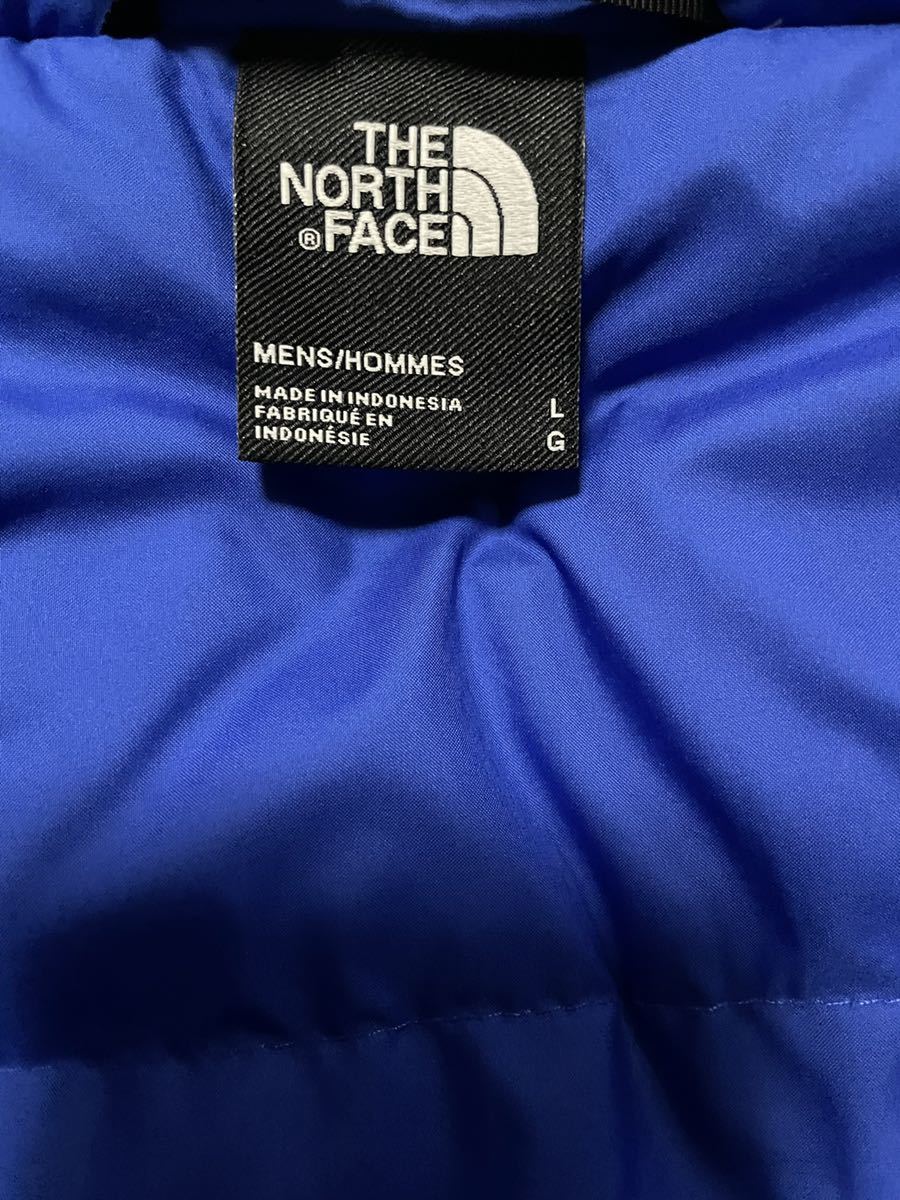 THE
NORTH
®FACE
MENS/HOMMES
MADE IN INDONESIA
FABRIQUÉ EN
INDONÉSIE
L
G